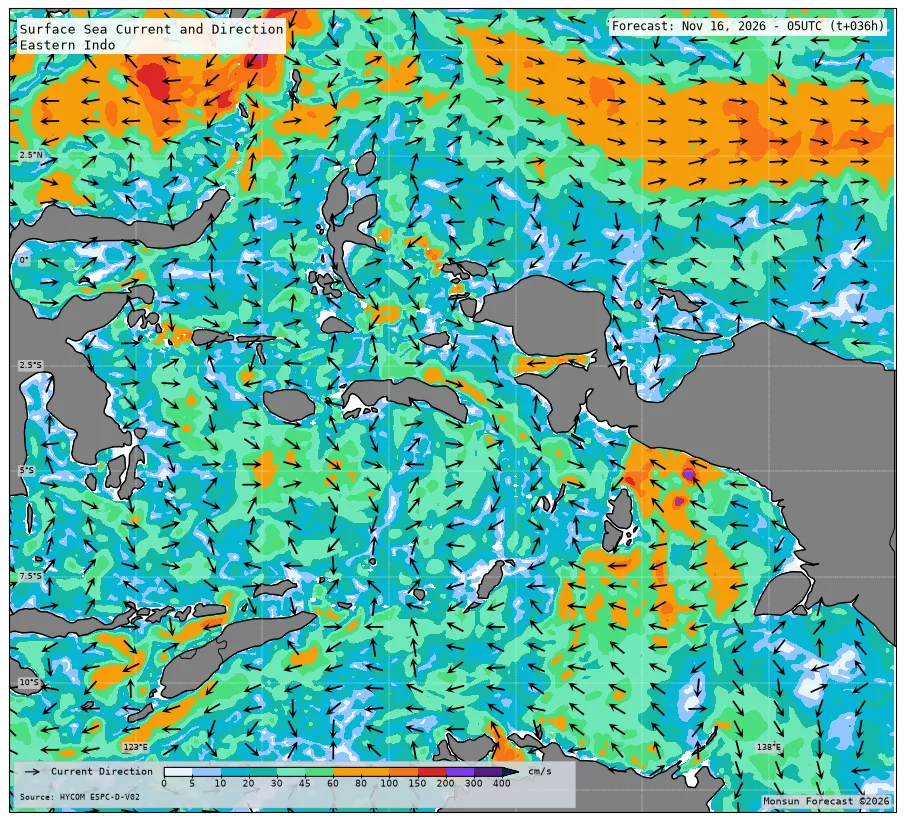 Surface Sea Current and Direction
Eastern Indo
Forecast: Nov 16, 2026 - 05UTC (t+036h)
2.5°N
0°
2.5°S
5°S
7.5°S
10°S
123°E
138°E
Current Direction
0 5 10 20 30 45 60 80 100 150 200 300 400
cm/s
Source: HYCOM ESPC-D-V02
Monsun Forecast ©2026